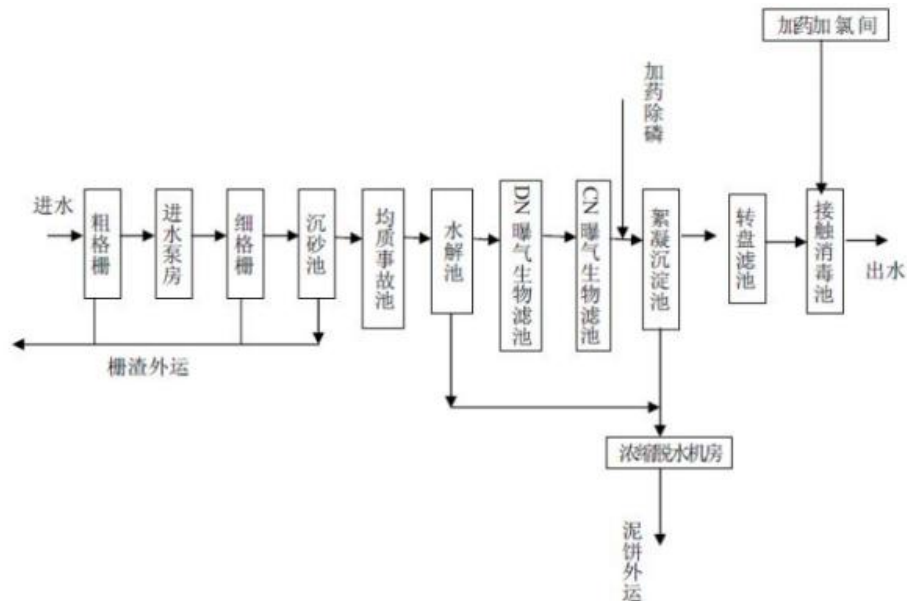 加药加氯间
加药除磷
进水
粗格栅
进水泵房
细格栅
沉砂池
均质事故池
水解池
DN曝气生物滤池
CN曝气生物滤池
絮凝沉淀池
转盘滤池
接触消毒池
出水
栅渣外运
浓缩脱水机房
泥饼外运